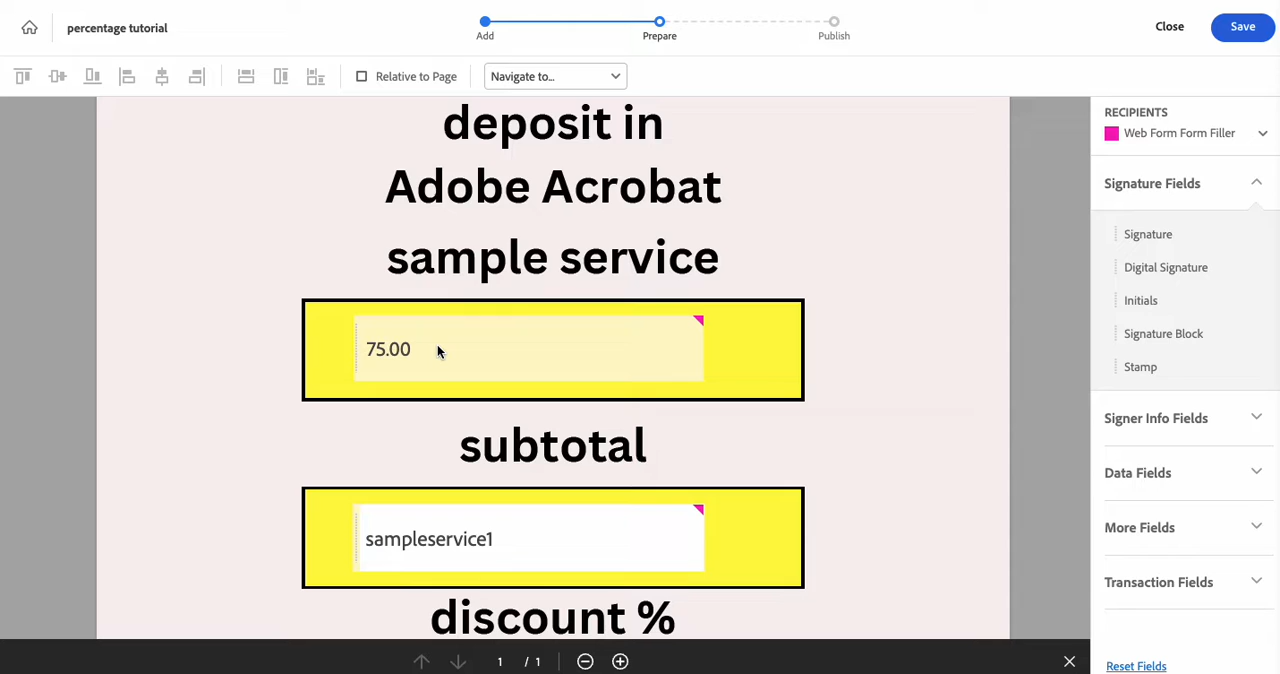 percentage tutorial
Add
Prepare
Publish
Close
Save
Relative to Page
Navigate to...
deposit in
Adobe Acrobat
sample service
75.00
subtotal
sampleservice1
discount %
1 / 1
RECIPIENTS
Web Form Form Filler
Signature Fields
Signature
Digital Signature
Initials
Signature Block
Stamp
Signer Info Fields
Data Fields
More Fields
Transaction Fields
Reset Fields